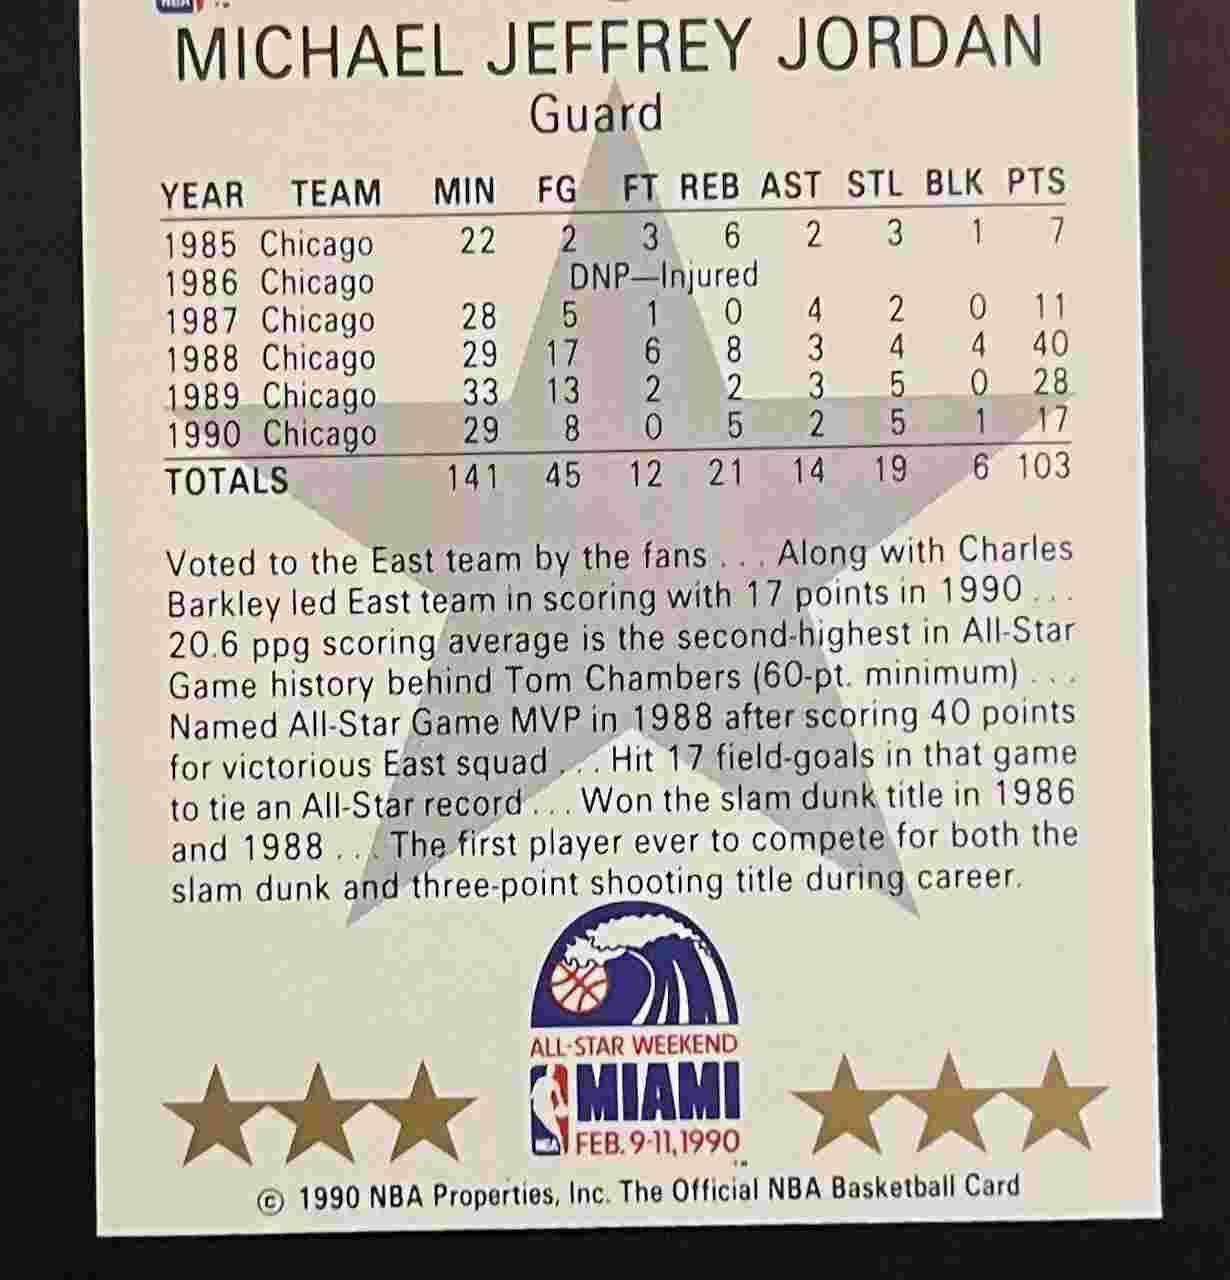 MICHAEL JEFFREY JORDAN
Guard
YEAR TEAM MIN FG FT REB AST STL BLK PTS
1985 Chicago 22 2 3 6 2 3 1 7
1986 Chicago DNP—Injured
1987 Chicago 28 5 1 0 4 2 0 11
1988 Chicago 29 17 6 8 3 4 4 40
1989 Chicago 33 13 2 2 3 5 0 28
1990 Chicago 29 8 0 5 2 5 1 17
TOTALS 141 45 12 21 14 19 6 103
Voted to the East team by the fans . . . Along with Charles
Barkley led East team in scoring with 17 points in 1990 . . .
20.6 ppg scoring average is the second-highest in All-Star
Game history behind Tom Chambers (60-pt. minimum) . . .
Named All-Star Game MVP in 1988 after scoring 40 points
for victorious East squad . . . Hit 17 field-goals in that game
to tie an All-Star record . . . Won the slam dunk title in 1986
and 1988 . . . The first player ever to compete for both the
slam dunk and three-point shooting title during career.
ALL-STAR WEEKEND
MIAMI
NBA
FEB. 9-11, 1990
© 1990 NBA Properties, Inc. The Official NBA Basketball Card